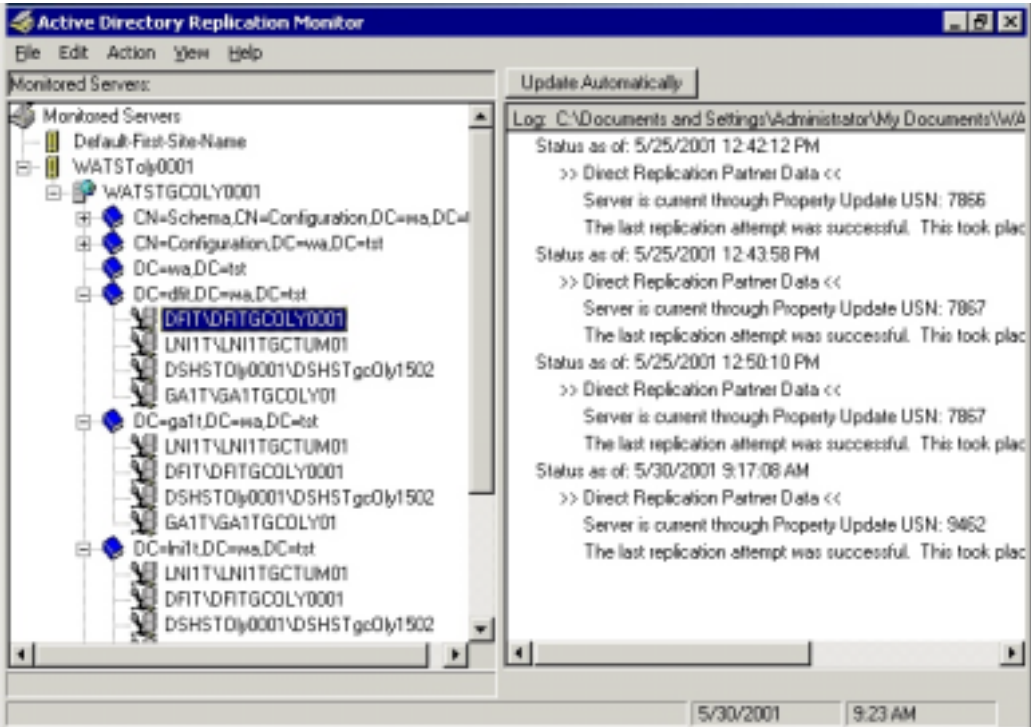 Active Directory Replication Monitor
File Edit Action View Help
Monitored Servers:
Monitored Servers
Default-First-Site-Name
WATSToly0001
WATSTGCOLY0001
CN=Schema,CN=Configuration,DC=wa,DC=t
CN=Configuration,DC=wa,DC=tst
DC=wa,DC=tst
DC=dfit,DC=wa,DC=tst
DFIT\DFITGCOLY0001
LNI1T\LNI1TGCTUM01
DSHSTOly0001\DSHSTgcOly1502
GA1T\GA1TGCOLY01
DC=ga1t,DC=wa,DC=tst
LNI1T\LNI1TGCTUM01
DFIT\DFITGCOLY0001
DSHSTOly0001\DSHSTgcOly1502
GA1T\GA1TGCOLY01
DC=lni1t,DC=wa,DC=tst
LNI1T\LNI1TGCTUM01
DFIT\DFITGCOLY0001
DSHSTOly0001\DSHSTgcOly1502
Update Automatically
Log: C:\Documents and Settings\Administrator\My Documents\WA
Status as of: 5/25/2001 12:42:12 PM
>> Direct Replication Partner Data <<
Server is current through Property Update USN: 7866
The last replication attempt was successful. This took plac
Status as of: 5/25/2001 12:43:58 PM
>> Direct Replication Partner Data <<
Server is current through Property Update USN: 7867
The last replication attempt was successful. This took plac
Status as of: 5/25/2001 12:50:10 PM
>> Direct Replication Partner Data <<
Server is current through Property Update USN: 7867
The last replication attempt was successful. This took plac
Status as of: 5/30/2001 9:17:08 AM
>> Direct Replication Partner Data <<
Server is current through Property Update USN: 9462
The last replication attempt was successful. This took plac
5/30/2001 9:23 AM